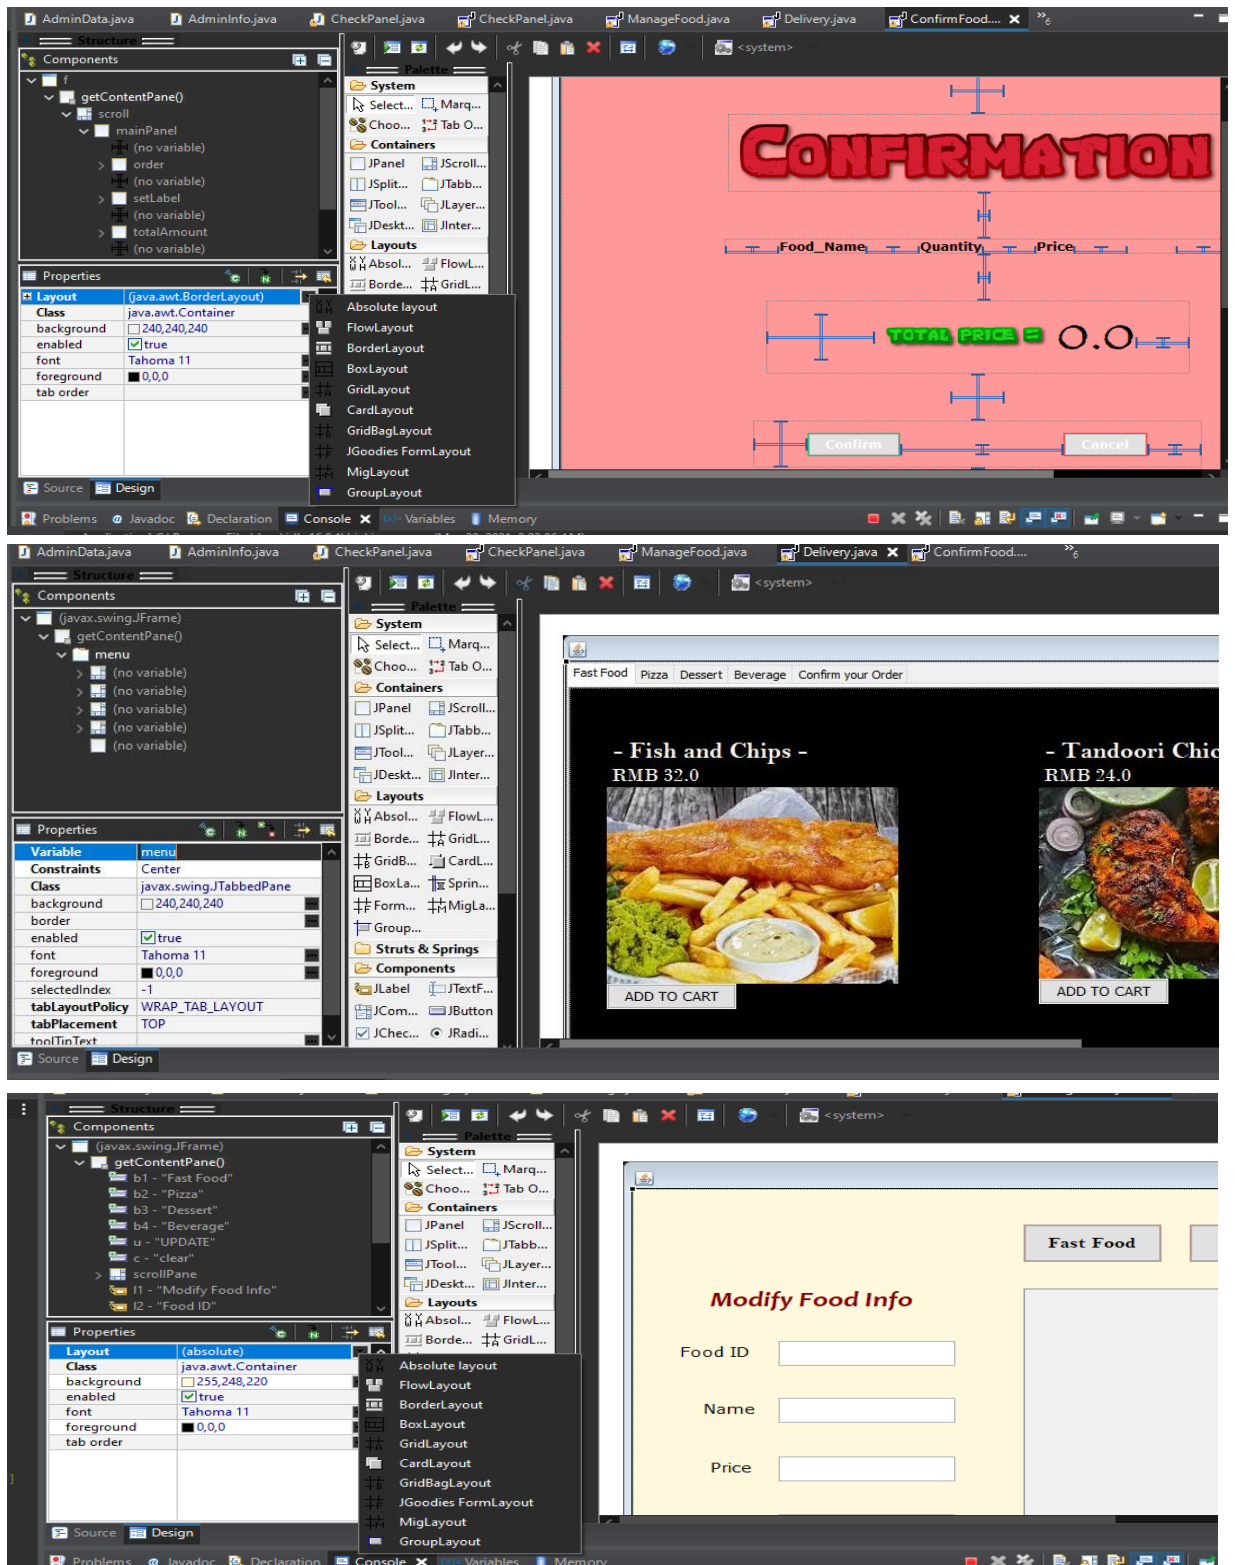 AdminData.java AdminInfo.java CheckPanel.java CheckPanel.java ManageFood.java Delivery.java ConfirmFood.... 6
Structure
Components
<system>
Palette
f
getContentPane()
scroll
mainPanel
(no variable)
order
(no variable)
setLabel
(no variable)
totalAmount
(no variable)
System
Select... Marq...
Choo... Tab O...
Containers
JPanel JScroll...
JSplit... JTabb...
JTool... JLayer...
JDeskt... JInter...
Layouts
Absol... FlowL...
Borde... GridL...
Properties
Layout (java.awt.BorderLayout)
Class java.awt.Container
background 240,240,240
enabled true
font Tahoma 11
foreground 0,0,0
tab order
Absolute layout
FlowLayout
BorderLayout
BoxLayout
GridLayout
CardLayout
GridBagLayout
JGoodies FormLayout
MigLayout
GroupLayout
CONFIRMATION
Food_Name Quantity Price
TOTAL PRICE = 0.0
Confirm Cancel
Source Design
Problems Javadoc Declaration Console Variables Memory
AdminData.java AdminInfo.java CheckPanel.java CheckPanel.java ManageFood.java Delivery.java ConfirmFood.... 6
Structure
Components
<system>
Palette
(javax.swing.JFrame)
getContentPane()
menu
(no variable)
(no variable)
(no variable)
(no variable)
(no variable)
System
Select... Marq...
Choo... Tab O...
Containers
JPanel JScroll...
JSplit... JTabb...
JTool... JLayer...
JDeskt... JInter...
Layouts
Absol... FlowL...
Borde... GridL...
GridB... CardL...
BoxLa... Sprin...
Form... MigLa...
Group...
Struts & Springs
Components
JLabel JTextF...
JCom... JButton
JChec... JRadi...
Properties
Variable menu
Constraints Center
Class javax.swing.JTabbedPane
background 240,240,240
border
enabled true
font Tahoma 11
foreground 0,0,0
selectedIndex -1
tabLayoutPolicy WRAP_TAB_LAYOUT
tabPlacement TOP
toolTipText
Source Design
Fast Food Pizza Dessert Beverage Confirm your Order
- Fish and Chips - - Tandoori Chic
RMB 32.0 RMB 24.0
ADD TO CART ADD TO CART
Structure
Components
<system>
Palette
(javax.swing.JFrame)
getContentPane()
b1 - "Fast Food"
b2 - "Pizza"
b3 - "Dessert"
b4 - "Beverage"
u - "UPDATE"
c - "clear"
scrollPane
l1 - "Modify Food Info"
l2 - "Food ID"
System
Select... Marq...
Choo... Tab O...
Containers
JPanel JScroll...
JSplit... JTabb...
JTool... JLayer...
JDeskt... JInter...
Layouts
Absol... FlowL...
Borde... GridL...
Properties
Layout (absolute)
Class java.awt.Container
background 255,248,220
enabled true
font Tahoma 11
foreground 0,0,0
tab order
Absolute layout
FlowLayout
BorderLayout
BoxLayout
GridLayout
CardLayout
GridBagLayout
JGoodies FormLayout
MigLayout
GroupLayout
Fast Food
Modify Food Info
Food ID
Name
Price
Source Design
Problems Javadoc Declaration Console Variables Memory